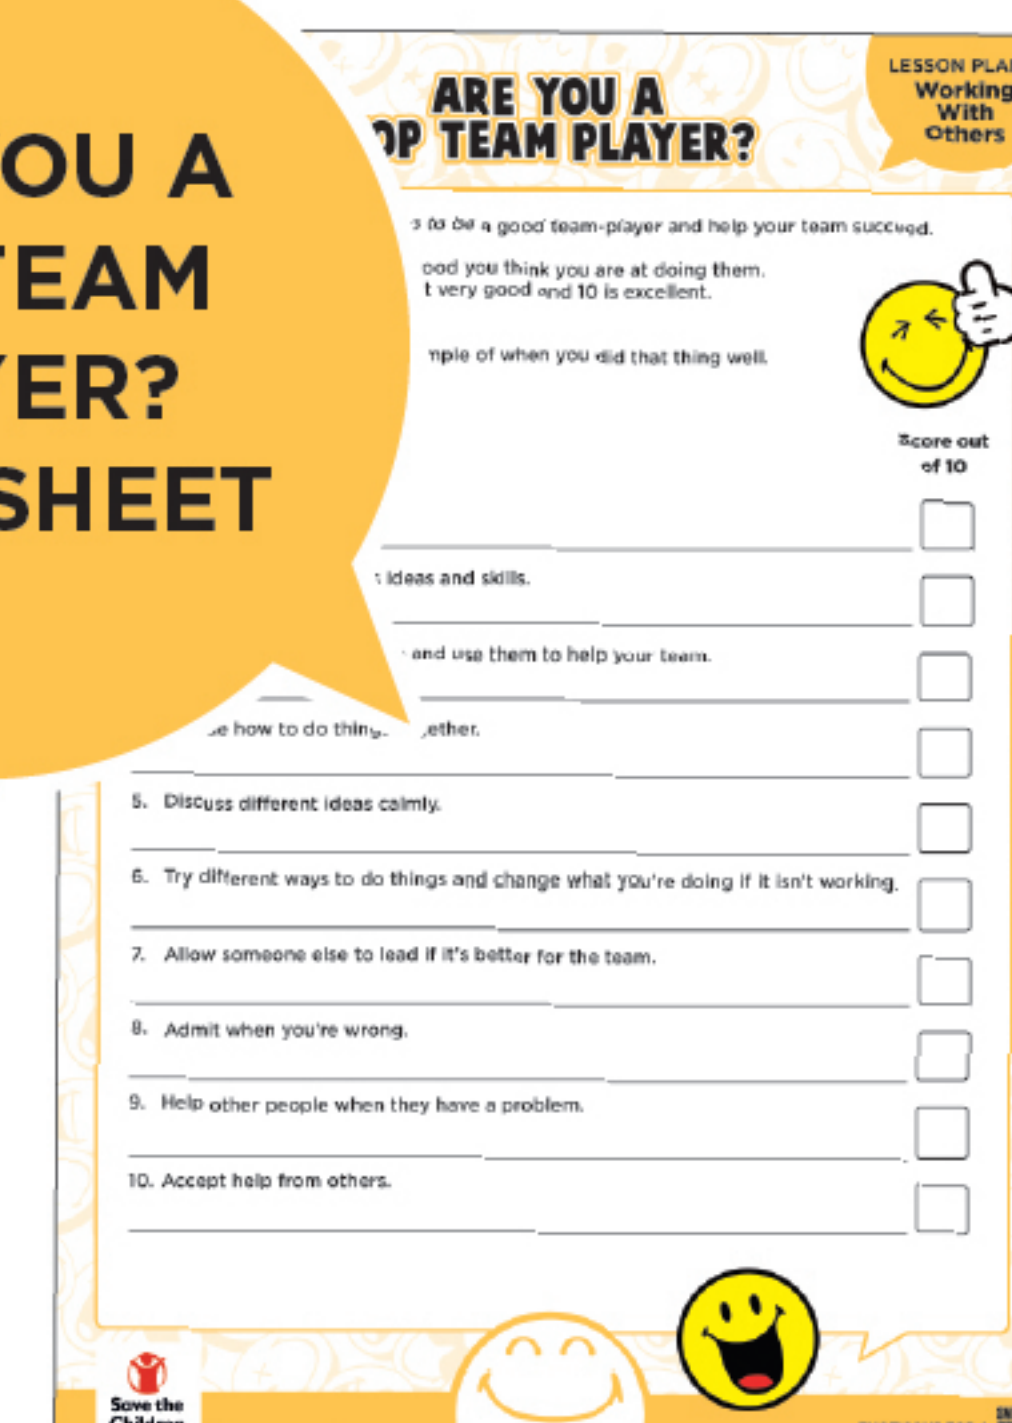 OU A
TEAM
YER?
SHEET
ARE YOU A
OP TEAM PLAYER?
LESSON PLA
Working
With
Others
s to be a good team-player and help your team succeed.
ood you think you are at doing them.
t very good and 10 is excellent.
mple of when you did that thing well.
Score out
of 10
ideas and skills.
and use them to help your team.
how to do things
ether.
5. Discuss different ideas calmly.
6. Try different ways to do things and change what you're doing if it isn't working.
7. Allow someone else to lead if it's better for the team.
8. Admit when you're wrong.
9. Help other people when they have a problem.
10. Accept help from others.
Save the
Children